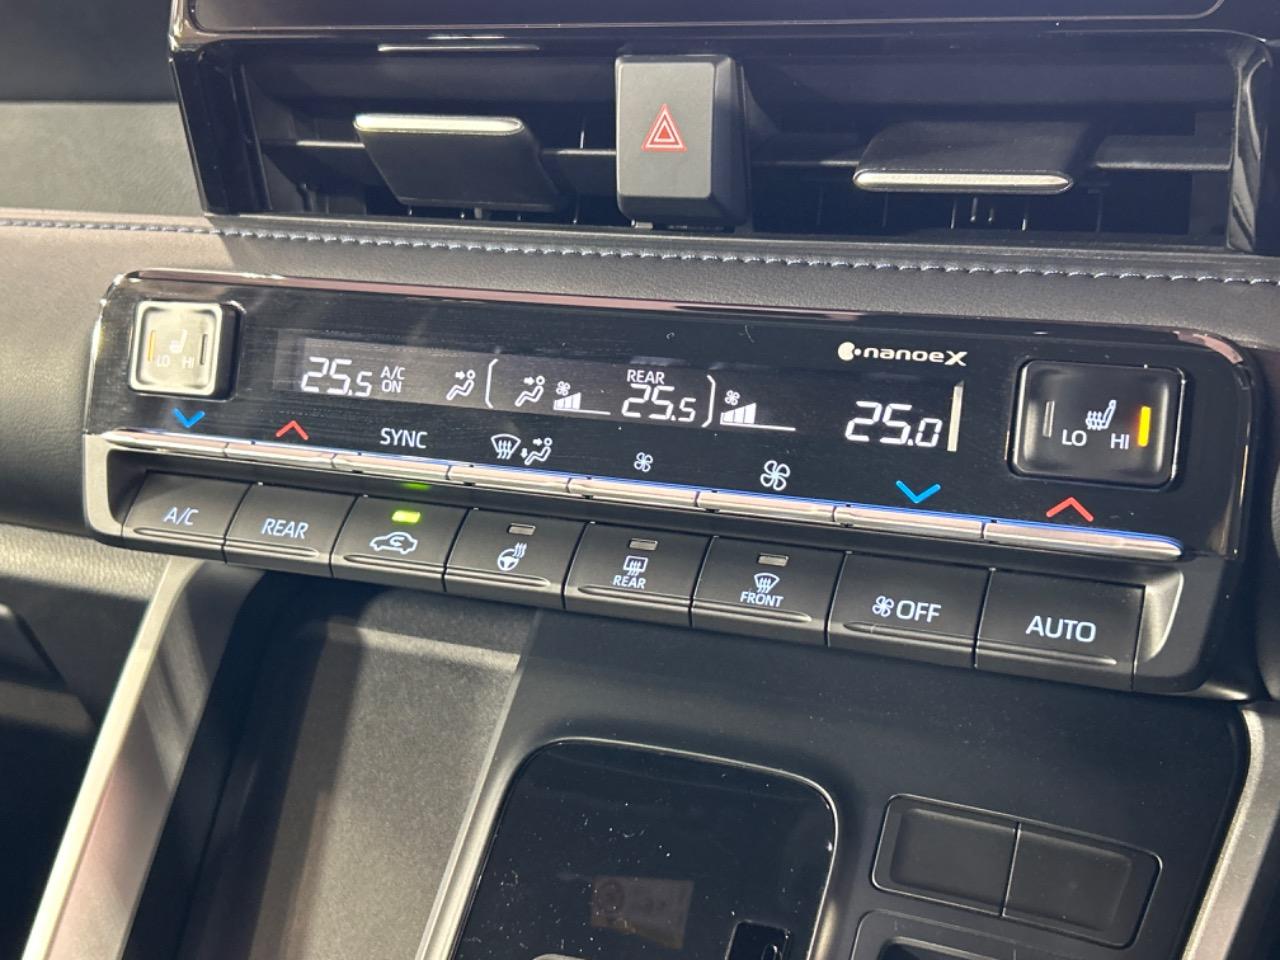 nanoeX
LO HI
25.5 A/C ON
REAR 25.5
25.0
LO HI
SYNC
A/C
REAR
REAR
FRONT
OFF
AUTO